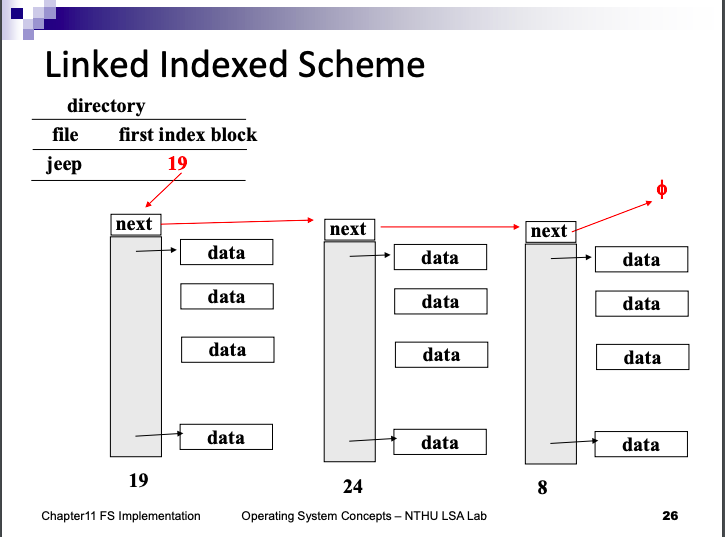 Linked Indexed Scheme
directory
file first index block
jeep 19
ϕ
next next next
data data data
data data data
data data data
data data data
19 24 8
Chapter11 FS Implementation Operating System Concepts – NTHU LSA Lab 26